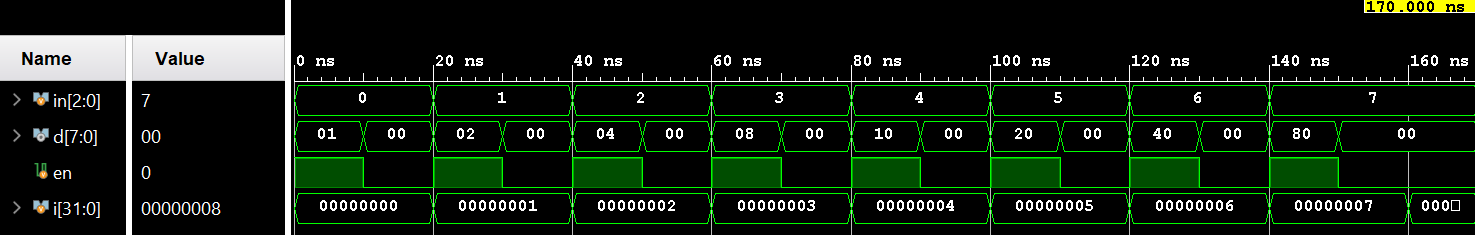 170.000 ns
Name Value 0 ns 20 ns 40 ns 60 ns 80 ns 100 ns 120 ns 140 ns 160 ns
in[2:0] 7 0 1 2 3 4 5 6 7
d[7:0] 00 01 00 02 00 04 00 08 00 10 00 20 00 40 00 80 00
en 0
i[31:0] 00000008 00000000 00000001 00000002 00000003 00000004 00000005 00000006 00000007 000